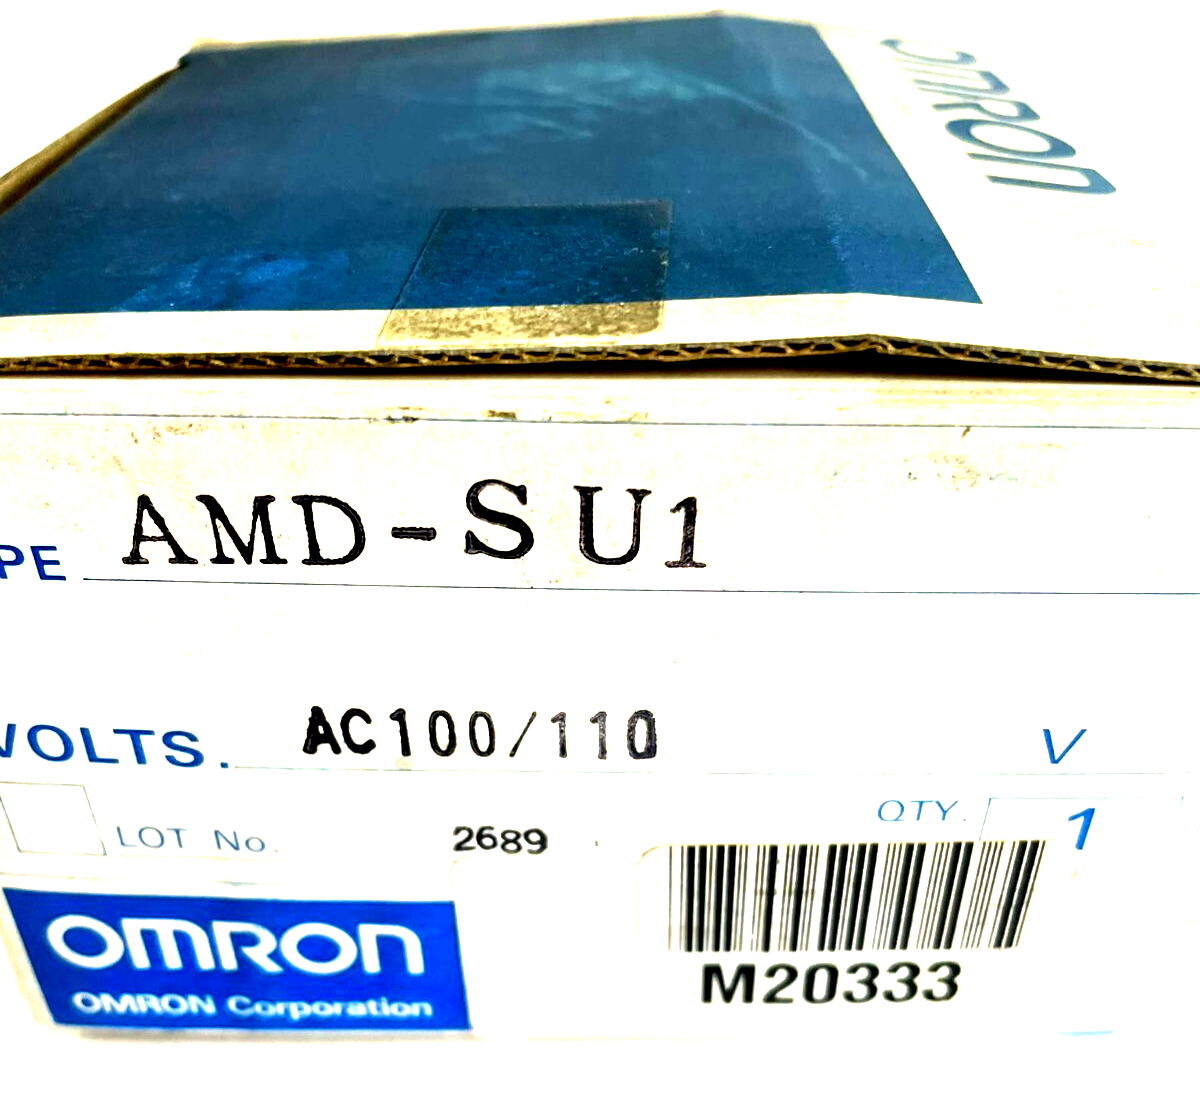 OMRON
PE AMD-SU1
VOLTS. AC100/110 V
QTY. 1
LOT No. 2689
OMRON
OMRON Corporation
M20333